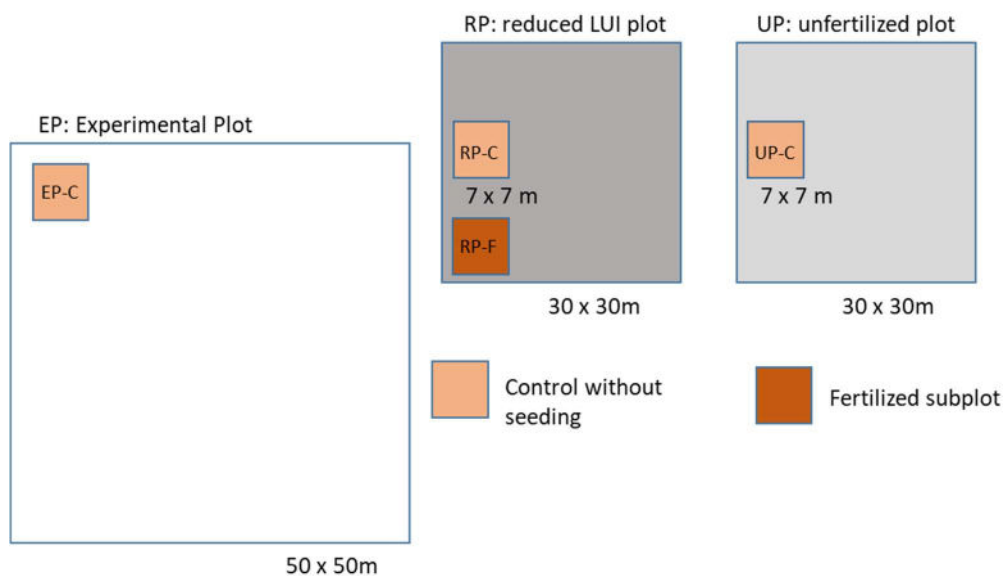 RP: reduced LUI plot
UP: unfertilized plot
EP: Experimental Plot
EP-C
RP-C
7 x 7 m
RP-F
UP-C
7 x 7 m
30 x 30m
30 x 30m
Control without
seeding
Fertilized subplot
50 x 50m